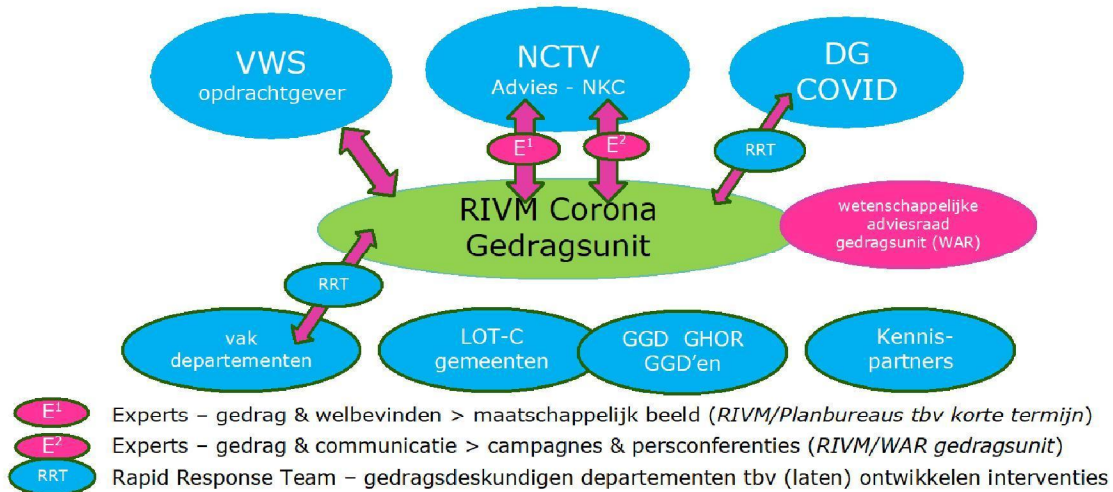 VWS
opdrachtgever
NCTV
Advies - NKC
DG
COVID
E¹
E²
RRT
RIVM Corona
Gedragsunit
wetenschappelijke
adviesraad
gedragsunit (WAR)
RRT
vak
departementen
LOT-C
gemeenten
GGD GHOR
GGD'en
Kennis-
partners
E¹ Experts – gedrag & welbevinden > maatschappelijk beeld (RIVM/Planbureaus tbv korte termijn)
E² Experts – gedrag & communicatie > campagnes & persconferenties (RIVM/WAR gedragsunit)
RRT Rapid Response Team – gedragsdeskundigen departementen tbv (laten) ontwikkelen interventies